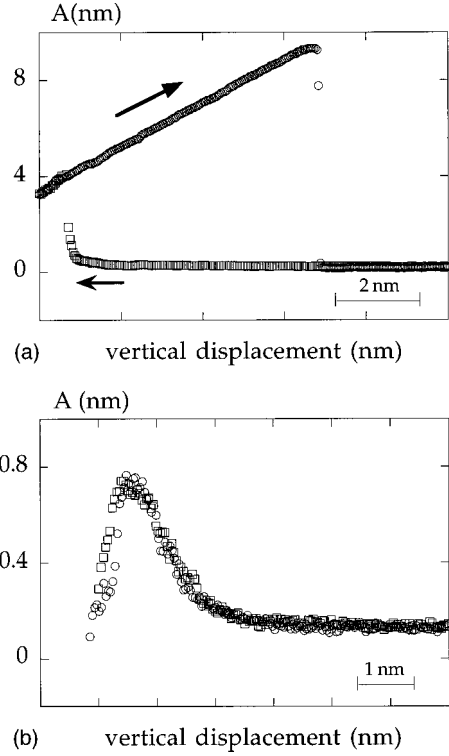 A(nm)
8
4
0
2 nm
(a) vertical displacement (nm)
A (nm)
0.8
0.4
0
1 nm
(b) vertical displacement (nm)